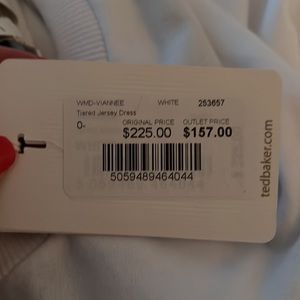 WMD-VIANNEE WHITE 253657
Tiered Jersey Dress
0- ORIGINAL PRICE OUTLET PRICE
$225.00 $157.00
5059489464044
tedbaker.com